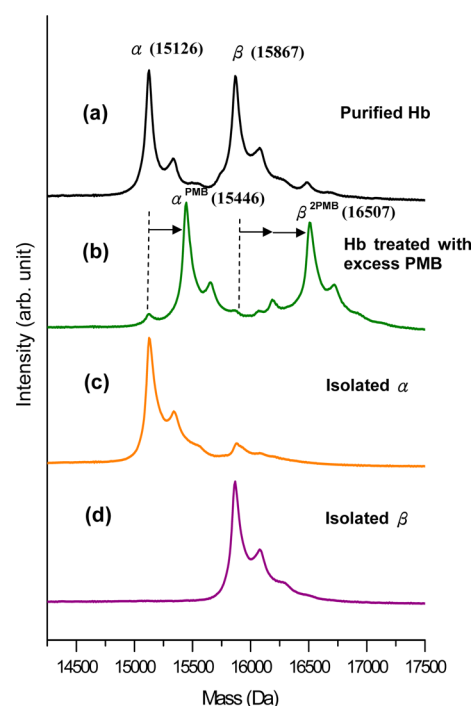 α (15126)
β (15867)
(a)
Purified Hb
α^PMB (15446)
β^2PMB (16507)
(b)
Hb treated with
excess PMB
(c)
Isolated α
(d)
Isolated β
Intensity (arb. unit)
14500 15000 15500 16000 16500 17000 17500
Mass (Da)